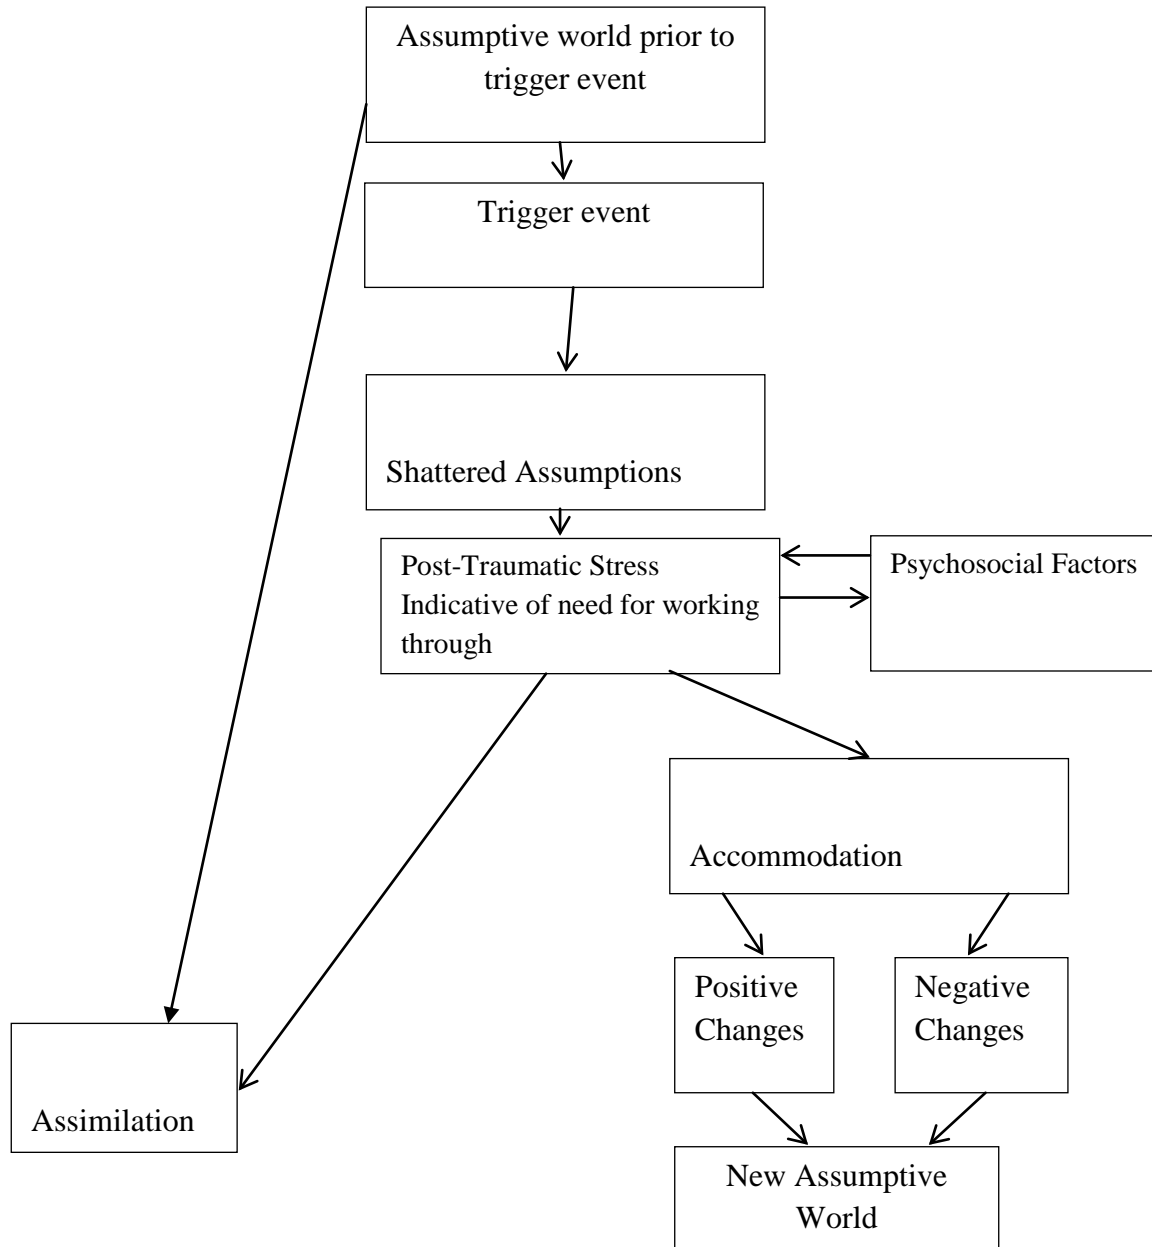 Assumptive world prior to
trigger event
Trigger event
Shattered Assumptions
Post-Traumatic Stress
Indicative of need for working
through
Psychosocial Factors
Accommodation
Positive
Changes
Negative
Changes
Assimilation
New Assumptive
World